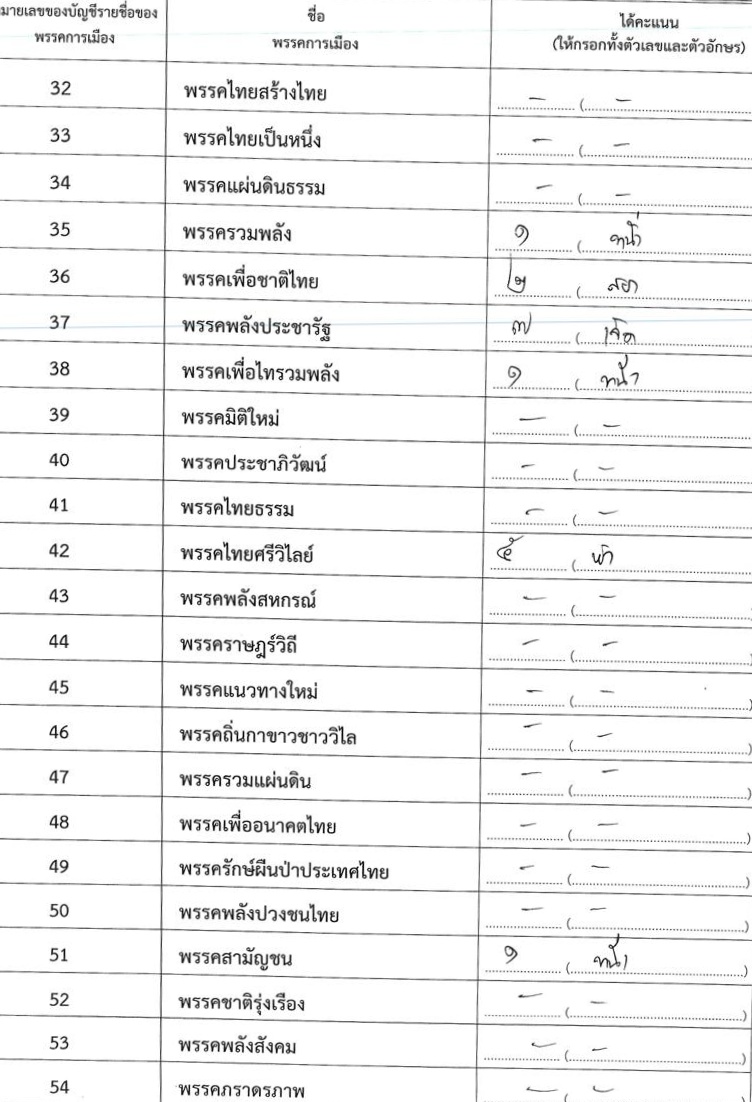 มายเลขของบัญชีรายชื่อของ
พรรคการเมือง
ชื่อ
พรรคการเมือง
ได้คะแนน
(ให้กรอกทั้งตัวเลขและตัวอักษร)
32 พรรคไทยสร้างไทย - (-
33 พรรคไทยเป็นหนึ่ง - (-
34 พรรคแผ่นดินธรรม - (-
35 พรรครวมพลัง ๑ (
36 พรรคเพื่อชาติไทย ๒ (สอง
37 พรรคพลังประชารัฐ ๗ (เจ็ด
38 พรรคเพื่อไทรวมพลัง ๑ (
39 พรรคมิติใหม่ - (-
40 พรรคประชาภิวัฒน์ - (-
41 พรรคไทยธรรม - (-
42 พรรคไทยศรีวิไลย์ ๕ (ห้า
43 พรรคพลังสหกรณ์ - (- )
44 พรรคราษฎร์วิถี - (- )
45 พรรคแนวทางใหม่ - (- )
46 พรรคถิ่นกาขาวชาววิไล - (- )
47 พรรครวมแผ่นดิน - (- )
48 พรรคเพื่ออนาคตไทย - (- )
49 พรรครักษ์ผืนป่าประเทศไทย - (- )
50 พรรคพลังปวงชนไทย - (- )
51 พรรคสามัญชน ๑ ( )
52 พรรคชาติรุ่งเรือง - (- )
53 พรรคพลังสังคม - (- )
54 พรรคภราดรภาพ - (- )